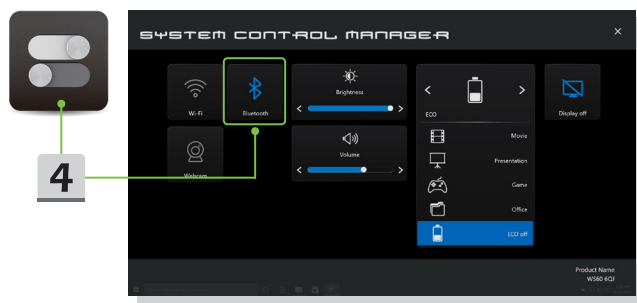 SYSTEM CONTROL MANAGER
×
Wi-Fi
Bluetooth
Brightness
ECO
Display off
Movie
Webcam
Volume
Presentation
Game
Office
ECO off
4
Product Name
WS60 6QJ